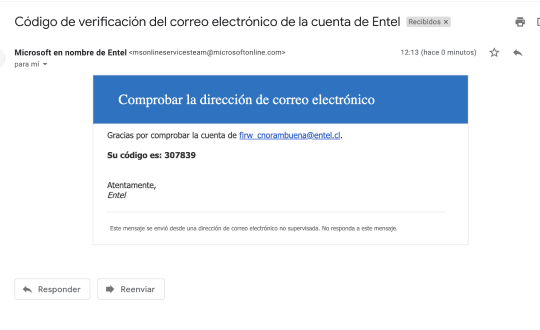 Código de verificación del correo electrónico de la cuenta de Entel Recibidos ×
Microsoft en nombre de Entel <msonlineservicesteam@microsoftonline.com> 12:13 (hace 0 minutos)
para mí
Comprobar la dirección de correo electrónico
Gracias por comprobar la cuenta de firw_cnorambuena@entel.cl.
Su código es: 307839
Atentamente,
Entel
Este mensaje se envió desde una dirección de correo electrónico no supervisada. No responda a este mensaje.
Responder Reenviar